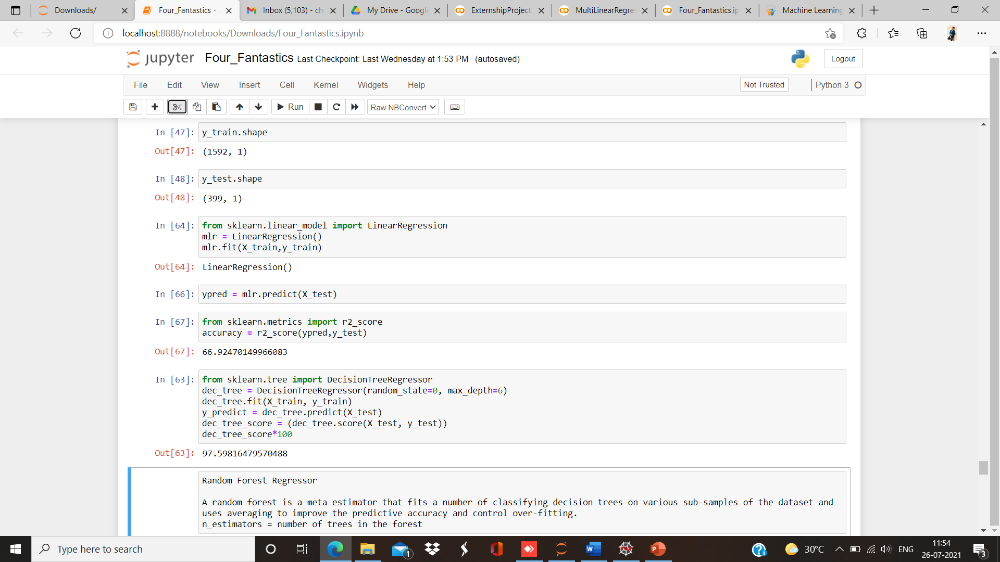 Downloads/
Four_Fantastics - J
Inbox (5,103) - ch
My Drive - Google
ExternshipProject.
MultiLinearRegres
Four_Fantastics.ip
Machine Learning
localhost:8888/notebooks/Downloads/Four_Fantastics.ipynb
jupyter Four_Fantastics Last Checkpoint: Last Wednesday at 1:53 PM (autosaved)
Logout
File Edit View Insert Cell Kernel Widgets Help
Not Trusted
Python 3
Run
Raw NBConvert
In [47]: y_train.shape
Out[47]: (1592, 1)
In [48]: y_test.shape
Out[48]: (399, 1)
In [64]: from sklearn.linear_model import LinearRegression
mlr = LinearRegression()
mlr.fit(X_train,y_train)
Out[64]: LinearRegression()
In [66]: ypred = mlr.predict(X_test)
In [67]: from sklearn.metrics import r2_score
accuracy = r2_score(ypred,y_test)
Out[67]: 66.92470149966083
In [63]: from sklearn.tree import DecisionTreeRegressor
dec_tree = DecisionTreeRegressor(random_state=0, max_depth=6)
dec_tree.fit(X_train, y_train)
y_predict = dec_tree.predict(X_test)
dec_tree_score = (dec_tree.score(X_test, y_test))
dec_tree_score*100
Out[63]: 97.59816479570488
Random Forest Regressor
A random forest is a meta estimator that fits a number of classifying decision trees on various sub-samples of the dataset and
uses averaging to improve the predictive accuracy and control over-fitting.
n_estimators = number of trees in the forest
Type here to search
1
30°C
ENG
11:54
26-07-2021
3